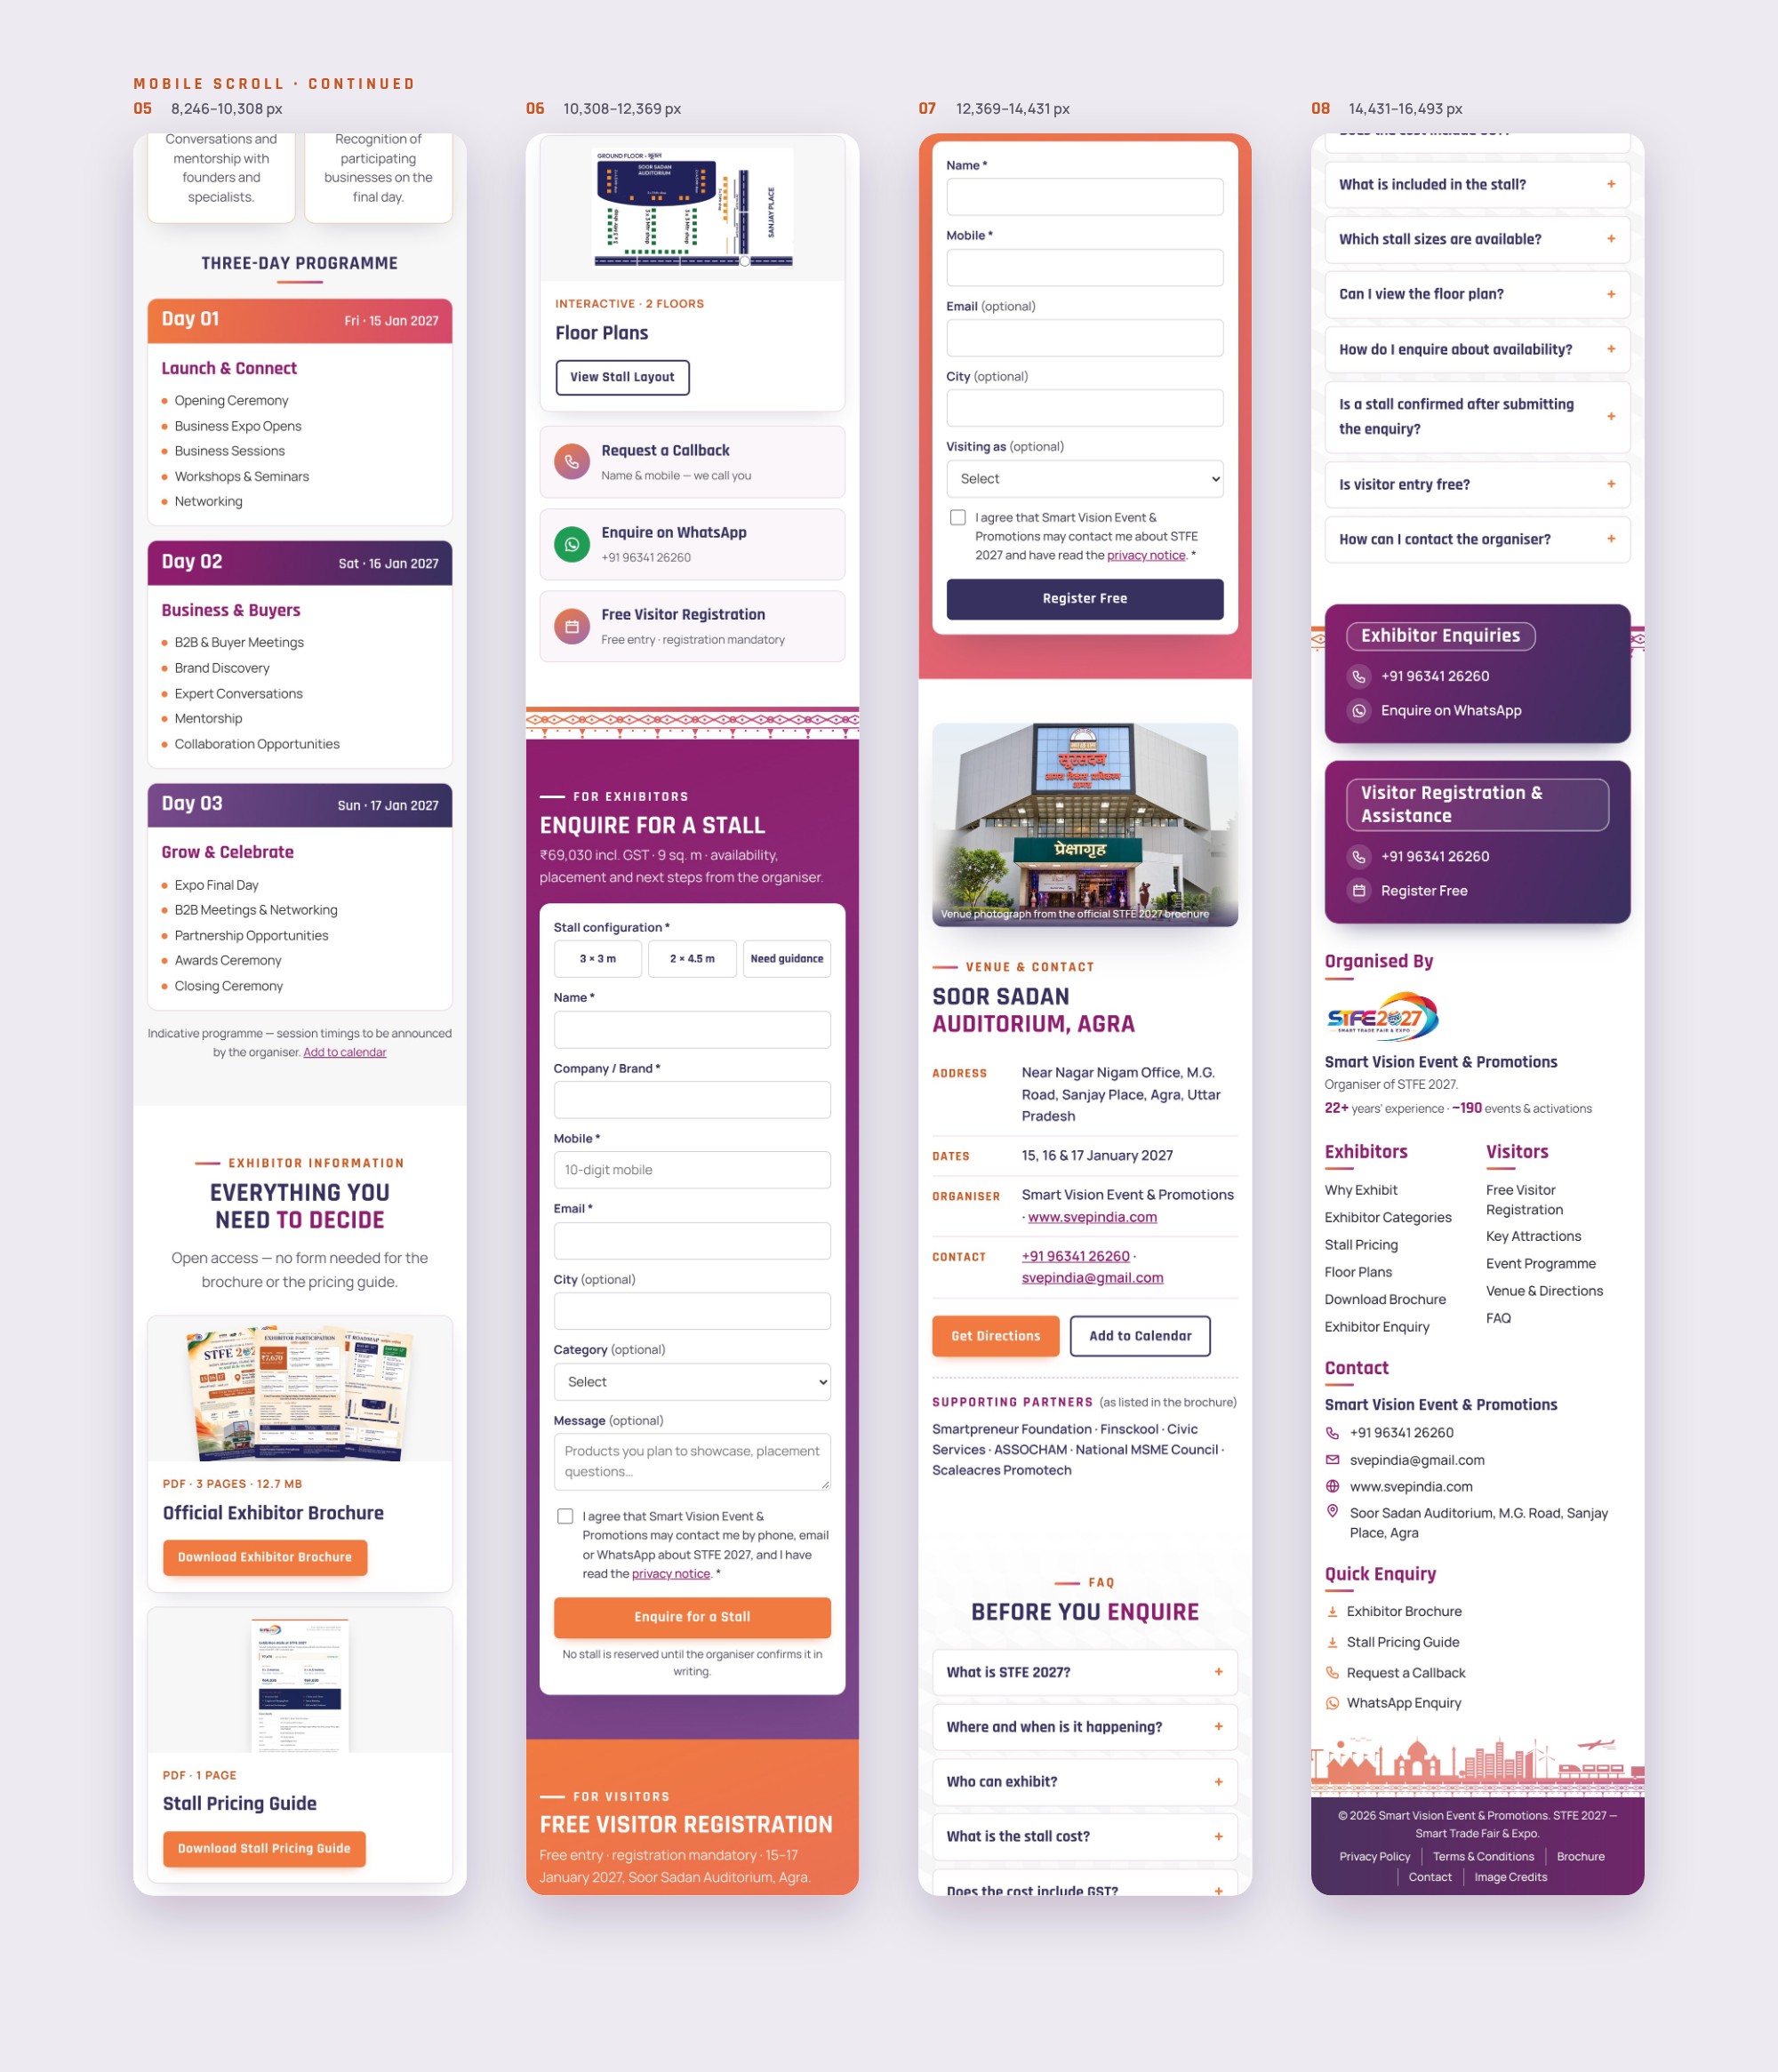 MOBILE SCROLL · CONTINUED
05 8,246–10,308 px
Conversations and
mentorship with
founders and
specialists.
Recognition of
participating
businesses on the
final day.
THREE-DAY PROGRAMME
Day 01 Fri · 15 Jan 2027
Launch & Connect
Opening Ceremony
Business Expo Opens
Business Sessions
Workshops & Seminars
Networking
Day 02 Sat · 16 Jan 2027
Business & Buyers
B2B & Buyer Meetings
Brand Discovery
Expert Conversations
Mentorship
Collaboration Opportunities
Day 03 Sun · 17 Jan 2027
Grow & Celebrate
Expo Final Day
B2B Meetings & Networking
Partnership Opportunities
Awards Ceremony
Closing Ceremony
Indicative programme — session timings to be announced
by the organiser. Add to calendar
EXHIBITOR INFORMATION
EVERYTHING YOU
NEED TO DECIDE
Open access — no form needed for the
brochure or the pricing guide.
PDF · 3 PAGES · 12.7 MB
Official Exhibitor Brochure
Download Exhibitor Brochure
PDF · 1 PAGE
Stall Pricing Guide
Download Stall Pricing Guide
06 10,308–12,369 px
GROUND FLOOR - भूतल
SOOR SADAN
AUDITORIUM
SANJAY PLACE
INTERACTIVE · 2 FLOORS
Floor Plans
View Stall Layout
Request a Callback
Name & mobile — we call you
Enquire on WhatsApp
+91 96341 26260
Free Visitor Registration
Free entry · registration mandatory
FOR EXHIBITORS
ENQUIRE FOR A STALL
₹69,030 incl. GST · 9 sq. m · availability,
placement and next steps from the organiser.
Stall configuration *
3 × 3 m 2 × 4.5 m Need guidance
Name *
Company / Brand *
Mobile *
10-digit mobile
Email *
City (optional)
Category (optional)
Select
Message (optional)
Products you plan to showcase, placement
questions…
I agree that Smart Vision Event &
Promotions may contact me by phone, email
or WhatsApp about STFE 2027, and I have
read the privacy notice. *
Enquire for a Stall
No stall is reserved until the organiser confirms it in
writing.
FOR VISITORS
FREE VISITOR REGISTRATION
Free entry · registration mandatory · 15–17
January 2027, Soor Sadan Auditorium, Agra.
07 12,369–14,431 px
Name *
Mobile *
Email (optional)
City (optional)
Visiting as (optional)
Select
I agree that Smart Vision Event &
Promotions may contact me about STFE
2027 and have read the privacy notice. *
Register Free
सूरसदन
आगरा विकास प्राधिकरण
आगरा
प्रेक्षागृह
Venue photograph from the official STFE 2027 brochure
VENUE & CONTACT
SOOR SADAN
AUDITORIUM, AGRA
ADDRESS Near Nagar Nigam Office, M.G.
Road, Sanjay Place, Agra, Uttar
Pradesh
DATES 15, 16 & 17 January 2027
ORGANISER Smart Vision Event & Promotions
· www.svepindia.com
CONTACT +91 96341 26260 ·
svepindia@gmail.com
Get Directions Add to Calendar
SUPPORTING PARTNERS (as listed in the brochure)
Smartpreneur Foundation · Finsckool · Civic
Services · ASSOCHAM · National MSME Council ·
Scaleacres Promotech
FAQ
BEFORE YOU ENQUIRE
What is STFE 2027? +
Where and when is it happening? +
Who can exhibit? +
What is the stall cost? +
Does the cost include GST? +
08 14,431–16,493 px
What is included in the stall? +
Which stall sizes are available? +
Can I view the floor plan? +
How do I enquire about availability? +
Is a stall confirmed after submitting
the enquiry? +
Is visitor entry free? +
How can I contact the organiser? +
Exhibitor Enquiries
+91 96341 26260
Enquire on WhatsApp
Visitor Registration &
Assistance
+91 96341 26260
Register Free
Organised By
STFE2027
SMART TRADE FAIR & EXPO
Smart Vision Event & Promotions
Organiser of STFE 2027.
22+ years' experience · ~190 events & activations
Exhibitors
Why Exhibit
Exhibitor Categories
Stall Pricing
Floor Plans
Download Brochure
Exhibitor Enquiry
Visitors
Free Visitor
Registration
Key Attractions
Event Programme
Venue & Directions
FAQ
Contact
Smart Vision Event & Promotions
+91 96341 26260
svepindia@gmail.com
www.svepindia.com
Soor Sadan Auditorium, M.G. Road, Sanjay
Place, Agra
Quick Enquiry
Exhibitor Brochure
Stall Pricing Guide
Request a Callback
WhatsApp Enquiry
© 2026 Smart Vision Event & Promotions. STFE 2027 —
Smart Trade Fair & Expo.
Privacy Policy Terms & Conditions Brochure
Contact Image Credits